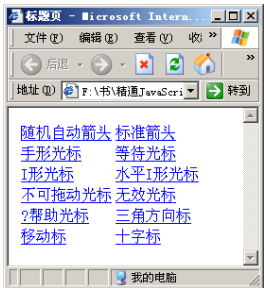 标题页 - Microsoft Intern...
文件(F) 编辑(E) 查看(V) 收 »
后退 »
地址(D) F:\书\精通JavaScri 转到
随机自动箭头 标准箭头
手形光标 等待光标
I形光标 水平I形光标
不可拖动光标 无效光标
?帮助光标 三角方向标
移动标 十字标
我的电脑